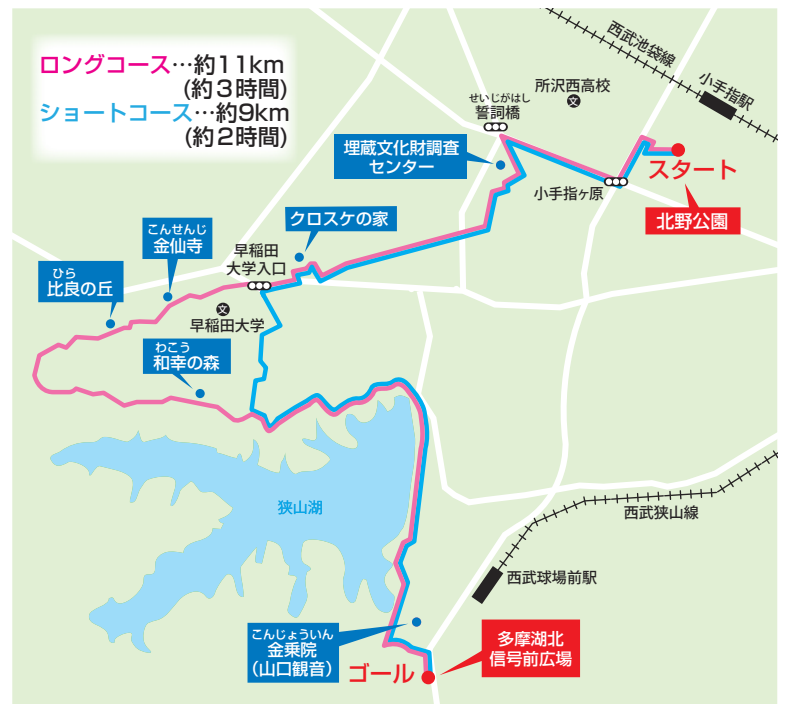 ロングコース…約11km
(約3時間)
ショートコース…約9km
(約2時間)
西武池袋線
小手指駅
所沢西高校
文
せいじがはし
誓詞橋
埋蔵文化財調査
センター
スタート
小手指ヶ原
北野公園
クロスケの家
こんせんじ
金仙寺
早稲田
大学入口
ひら
比良の丘
文
早稲田大学
わこう
和幸の森
狭山湖
西武狭山線
西武球場前駅
こんじょういん
金乗院
(山口観音)
ゴール
多摩湖北
信号前広場